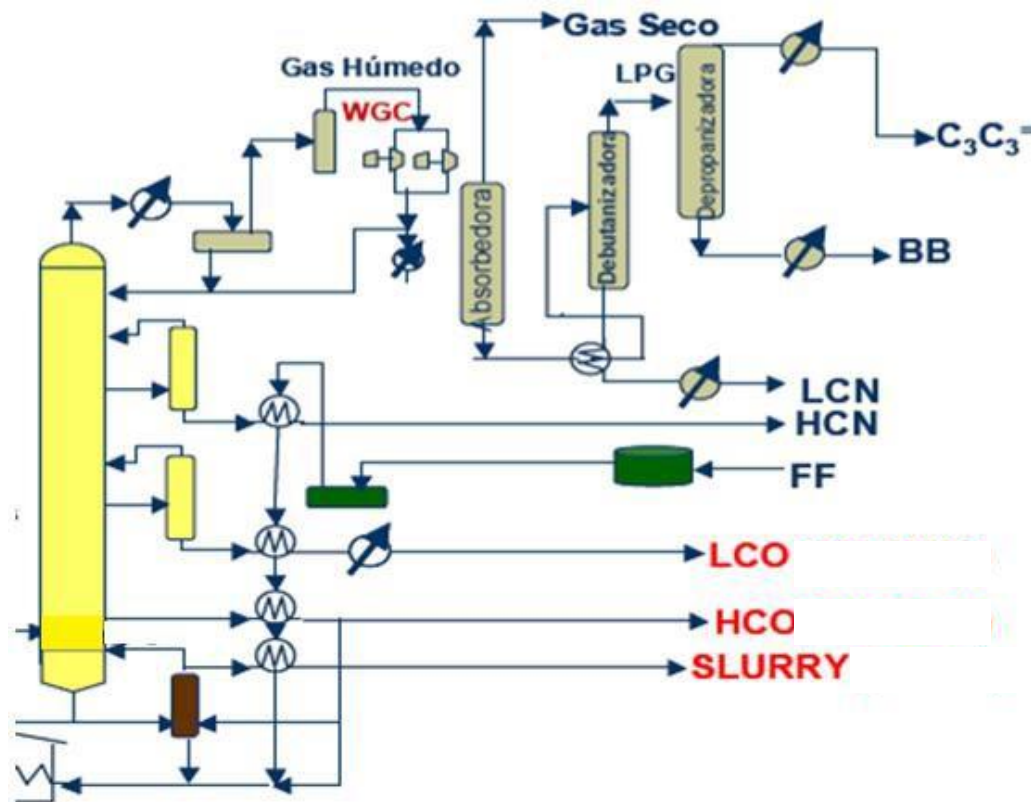 Gas Seco
Gas Húmedo
WGC
LPG
Depropanizadora
C₃C₃⁼
Debutanizadora
Absorbedora
BB
LCN
HCN
FF
LCO
HCO
SLURRY